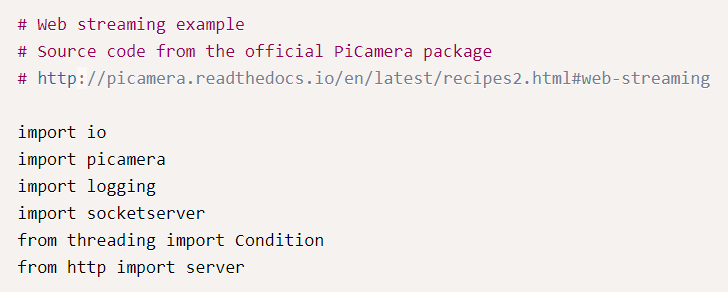 # Web streaming example
# Source code from the official PiCamera package
# http://picamera.readthedocs.io/en/latest/recipes2.html#web-streaming
import io
import picamera
import logging
import socketserver
from threading import Condition
from http import server